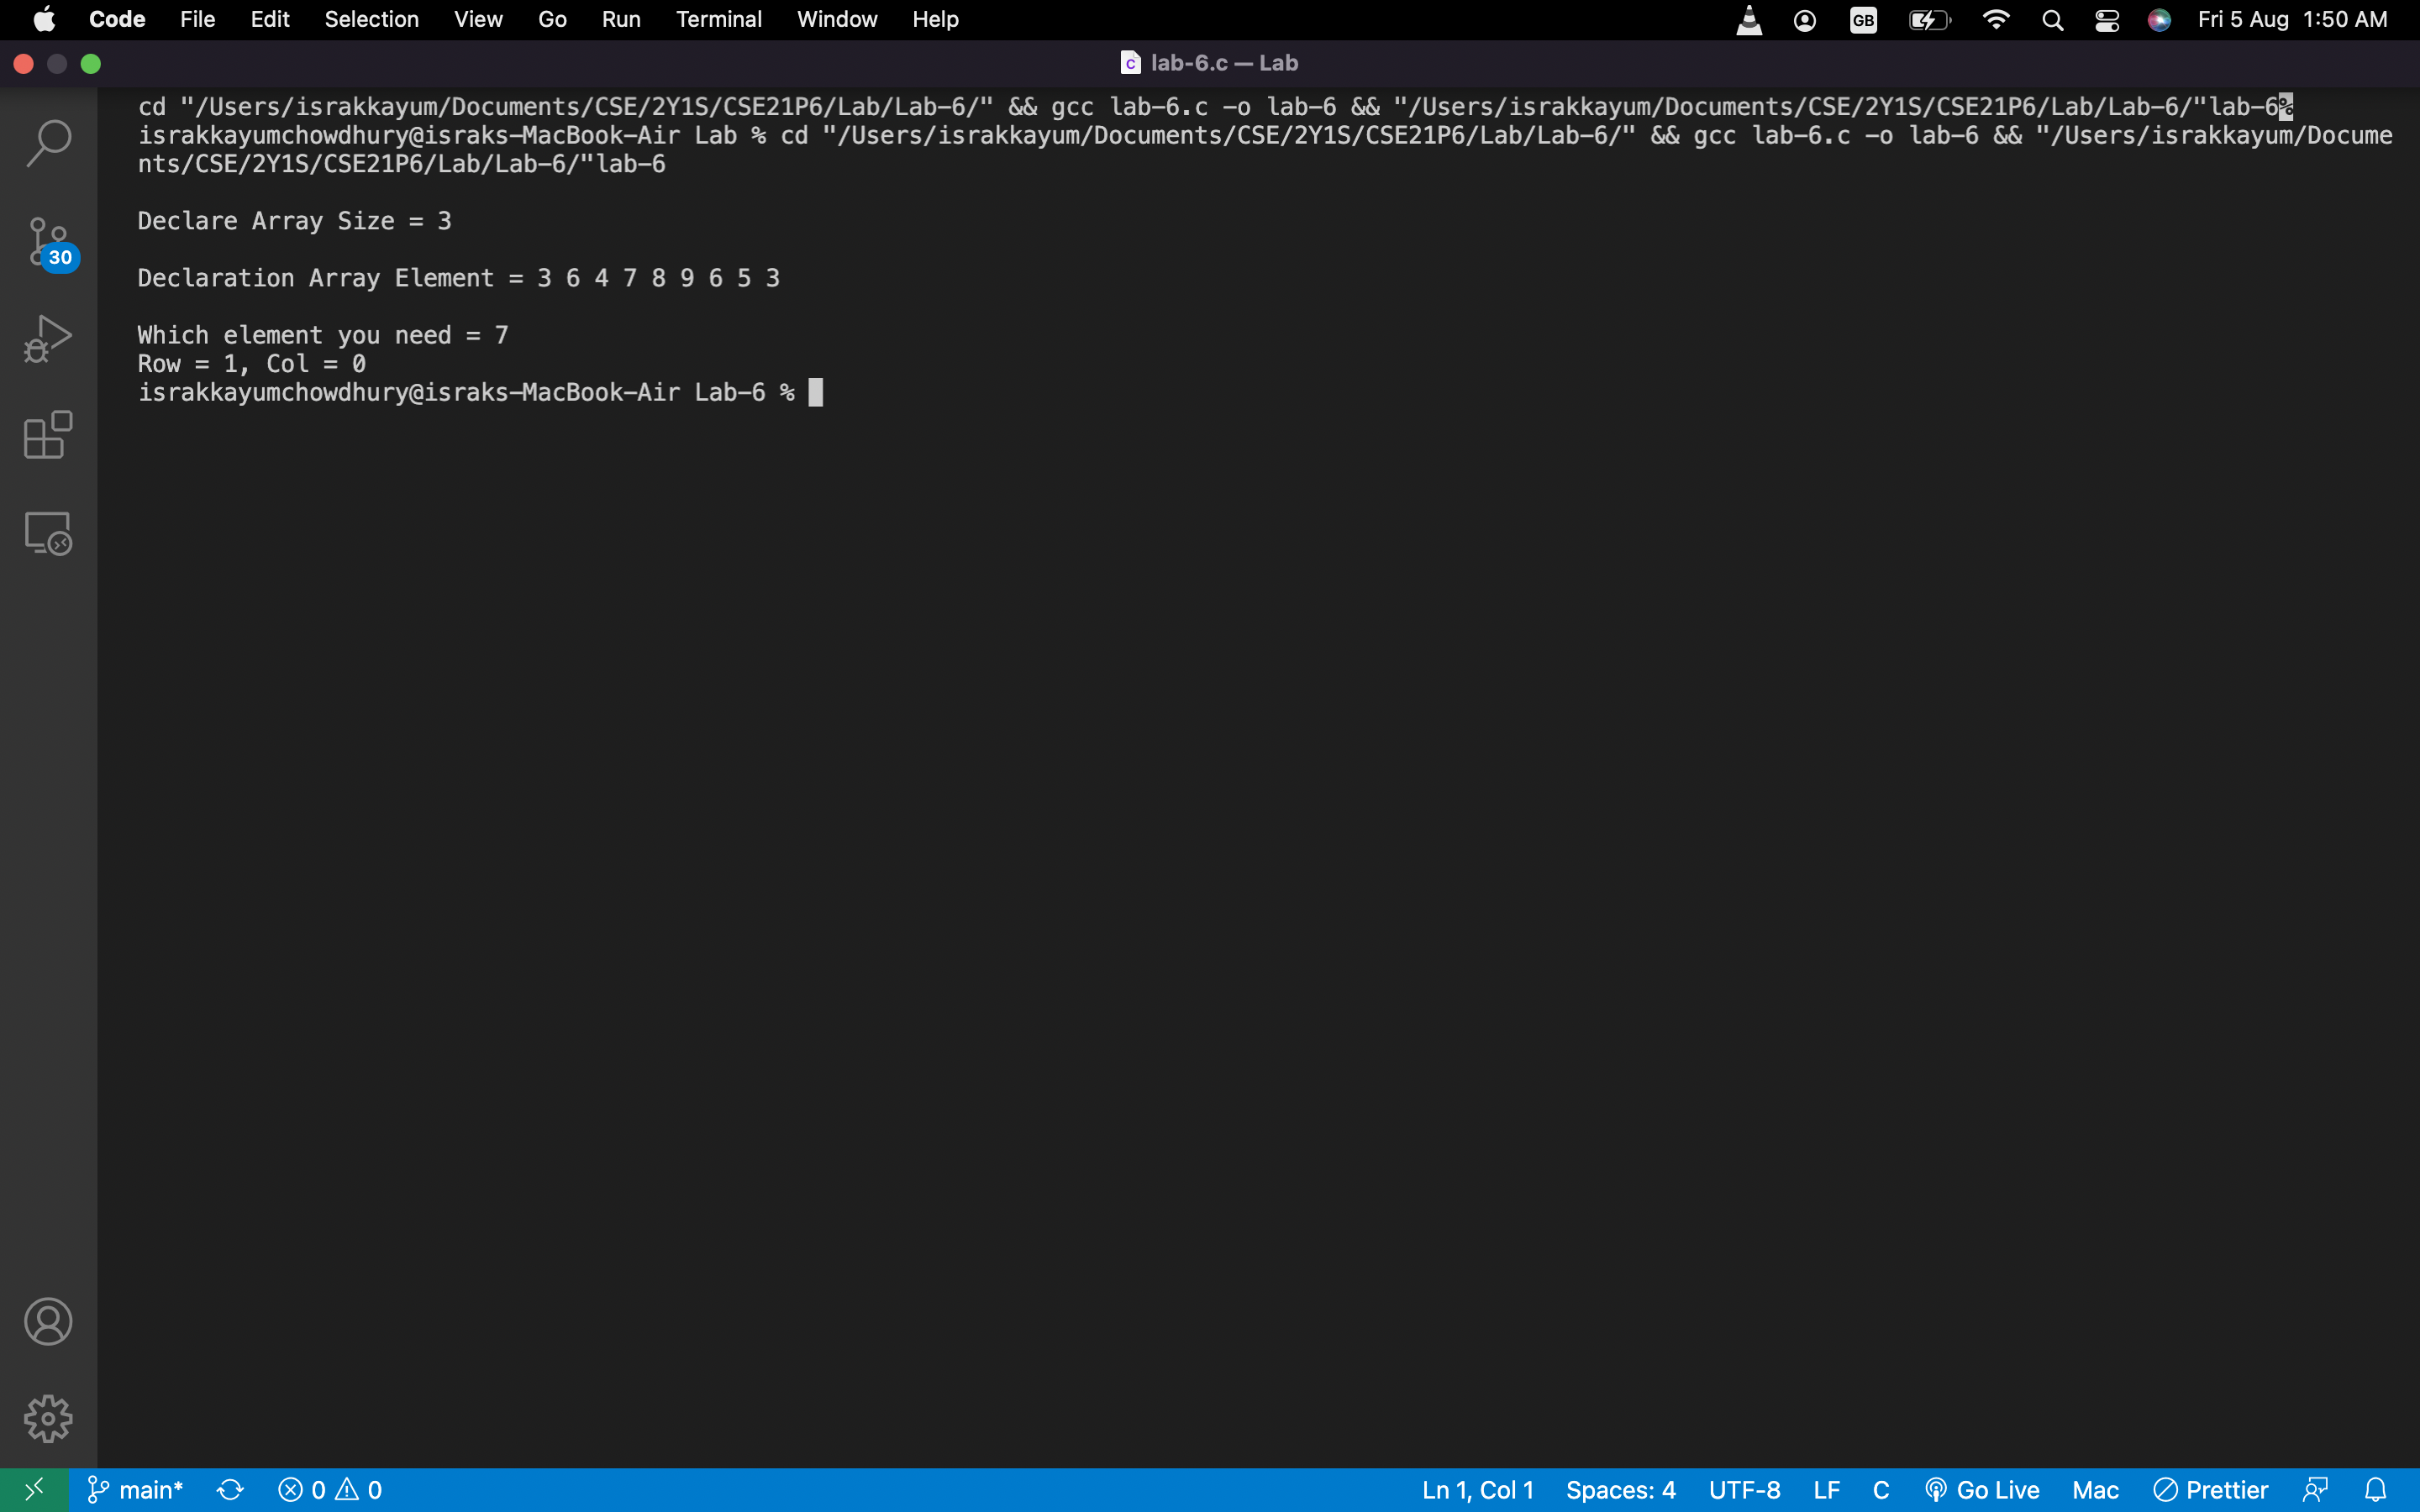 Code File Edit Selection View Go Run Terminal Window Help GB Fri 5 Aug 1:50 AM
C lab-6.c — Lab
cd "/Users/israkkayum/Documents/CSE/2Y1S/CSE21P6/Lab/Lab-6/" && gcc lab-6.c -o lab-6 && "/Users/israkkayum/Documents/CSE/2Y1S/CSE21P6/Lab/Lab-6/"lab-6%
israkkayumchowdhury@israks-MacBook-Air Lab % cd "/Users/israkkayum/Documents/CSE/2Y1S/CSE21P6/Lab/Lab-6/" && gcc lab-6.c -o lab-6 && "/Users/israkkayum/Docume
nts/CSE/2Y1S/CSE21P6/Lab/Lab-6/"lab-6
Declare Array Size = 3
30
Declaration Array Element = 3 6 4 7 8 9 6 5 3
Which element you need = 7
Row = 1, Col = 0
israkkayumchowdhury@israks-MacBook-Air Lab-6 %
main* 0 0 Ln 1, Col 1 Spaces: 4 UTF-8 LF C Go Live Mac Prettier